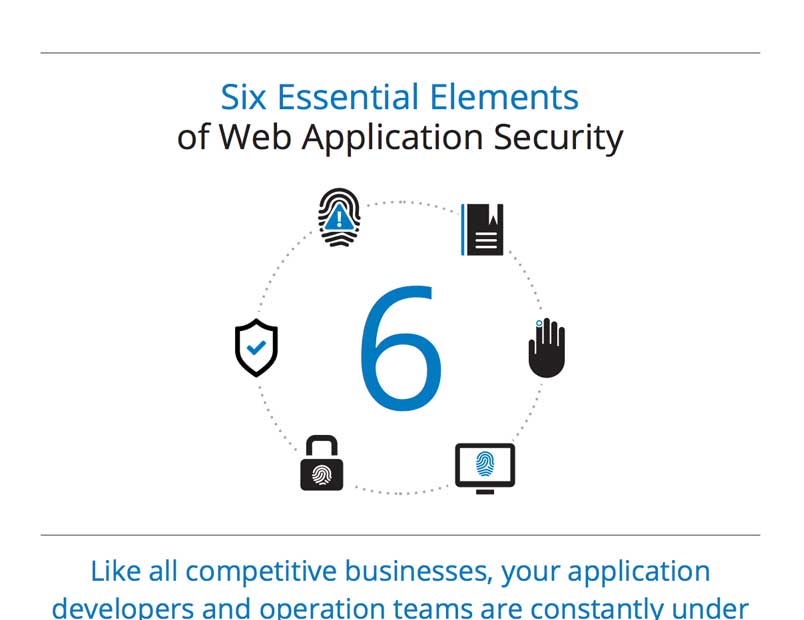 Six Essential Elements
of Web Application Security
6
Like all competitive businesses, your application
developers and operation teams are constantly under